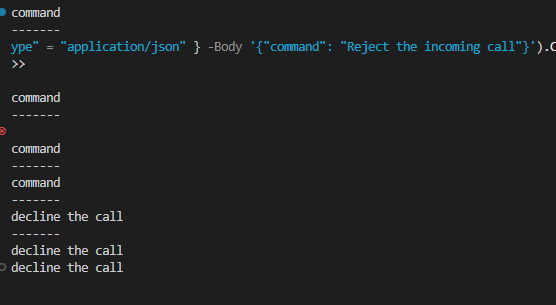 command
-------
ype" = "application/json" } -Body '{"command": "Reject the incoming call"}').C
>>
command
-------
command
-------
command
-------
decline the call
-------
decline the call
decline the call